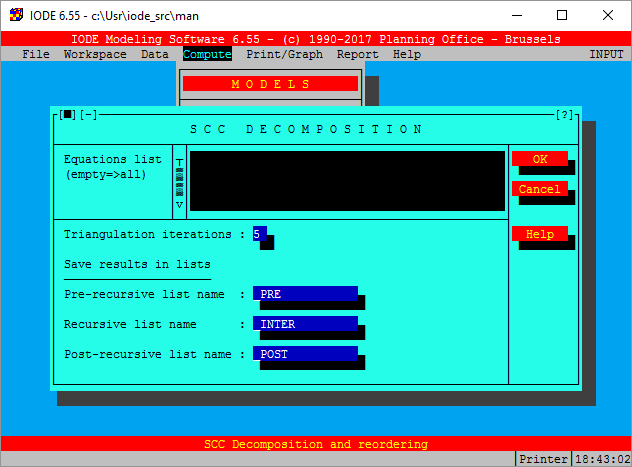 IODE 6.55 - c:\Usr\iode_src\man
IODE Modeling Software 6.55 - (c) 1990-2017 Planning Office - Brussels
File Workspace Data Compute Print/Graph Report Help INPUT
M O D E L S
[■][−] [?]
S C C  D E C O M P O S I T I O N
Equations list
(empty=>all)
OK
Cancel
Triangulation iterations : 5
Help
Save results in lists
Pre-recursive list name : _PRE
Recursive list name : _INTER
Post-recursive list name : _POST
SCC Decomposition and reordering
Printer 18:43:02